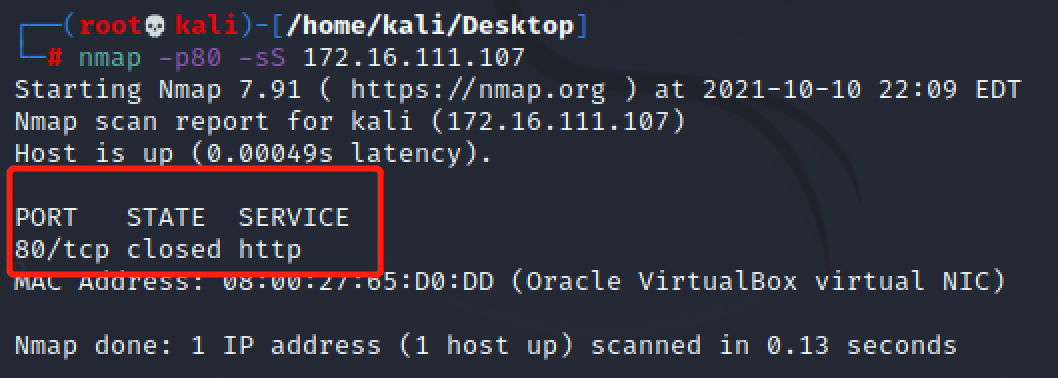 ┌──(root💀kali)-[/home/kali/Desktop]
└─# nmap -p80 -sS 172.16.111.107
Starting Nmap 7.91 ( https://nmap.org ) at 2021-10-10 22:09 EDT
Nmap scan report for kali (172.16.111.107)
Host is up (0.00049s latency).
PORT   STATE  SERVICE
80/tcp closed http
MAC Address: 08:00:27:65:D0:DD (Oracle VirtualBox virtual NIC)
Nmap done: 1 IP address (1 host up) scanned in 0.13 seconds